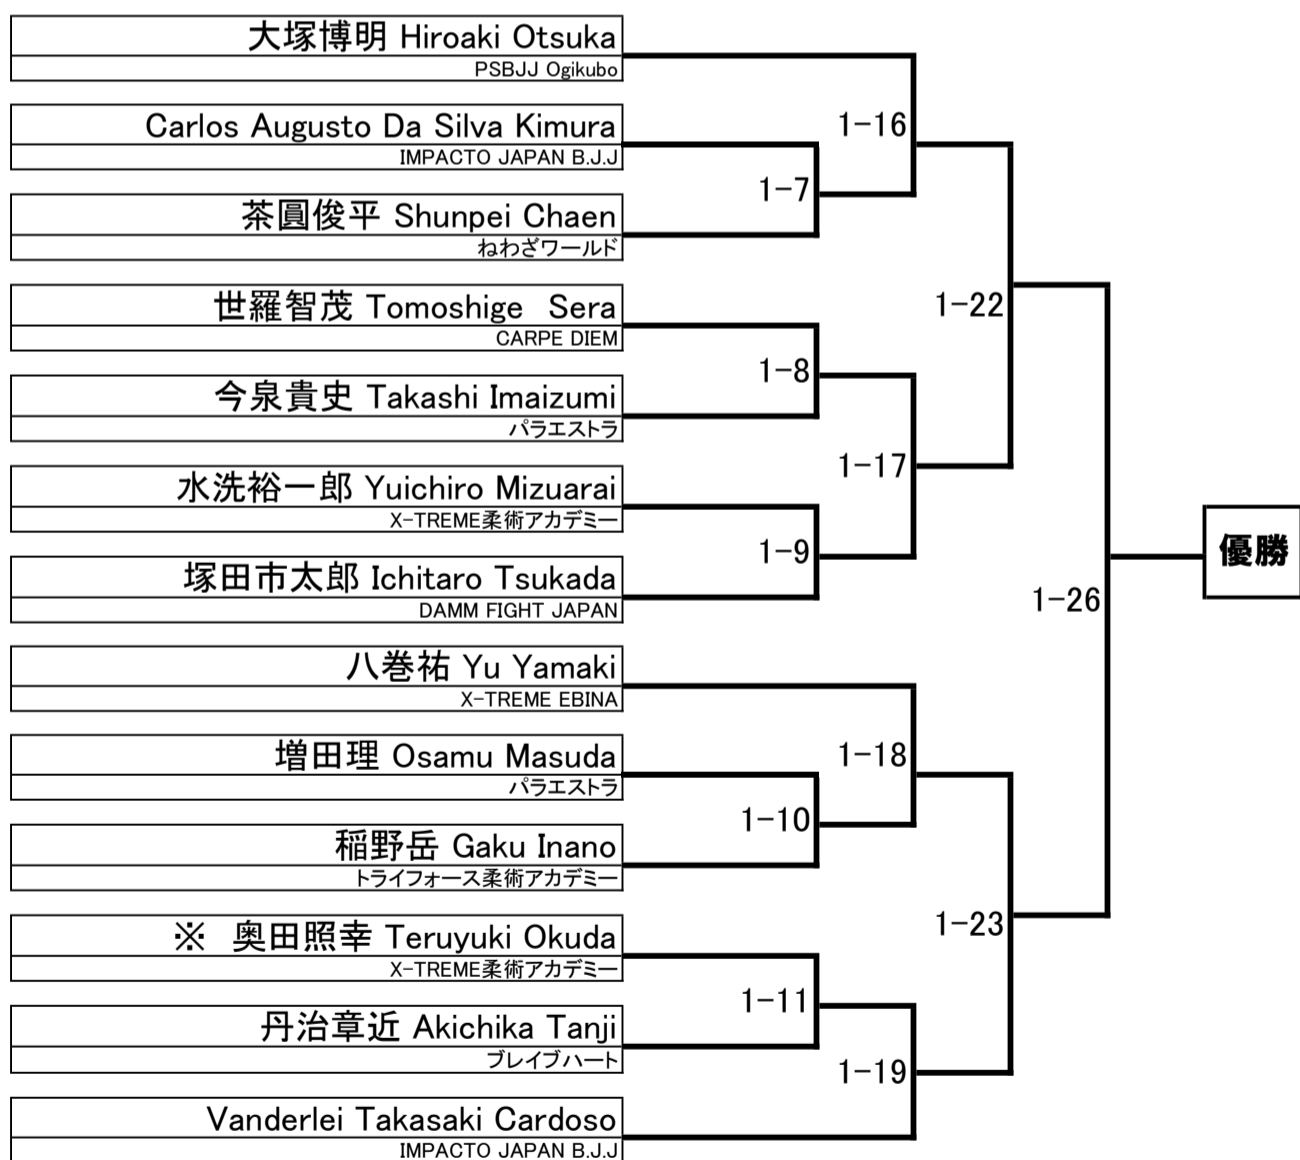 大塚博明 Hiroaki Otsuka
PSBJJ Ogikubo
Carlos Augusto Da Silva Kimura
IMPACTO JAPAN B.J.J
茶圓俊平 Shunpei Chaen
ねわざワールド
世羅智茂 Tomoshige Sera
CARPE DIEM
今泉貴史 Takashi Imaizumi
パラエストラ
水洗裕一郎 Yuichiro Mizuarai
X-TREME柔術アカデミー
塚田市太郎 Ichitaro Tsukada
DAMM FIGHT JAPAN
八巻祐 Yu Yamaki
X-TREME EBINA
増田理 Osamu Masuda
パラエストラ
稲野岳 Gaku Inano
トライフォース柔術アカデミー
※ 奥田照幸 Teruyuki Okuda
X-TREME柔術アカデミー
丹治章近 Akichika Tanji
ブレイブハート
Vanderlei Takasaki Cardoso
IMPACTO JAPAN B.J.J
1-7
1-8
1-9
1-10
1-11
1-16
1-17
1-18
1-19
1-22
1-23
1-26
優勝